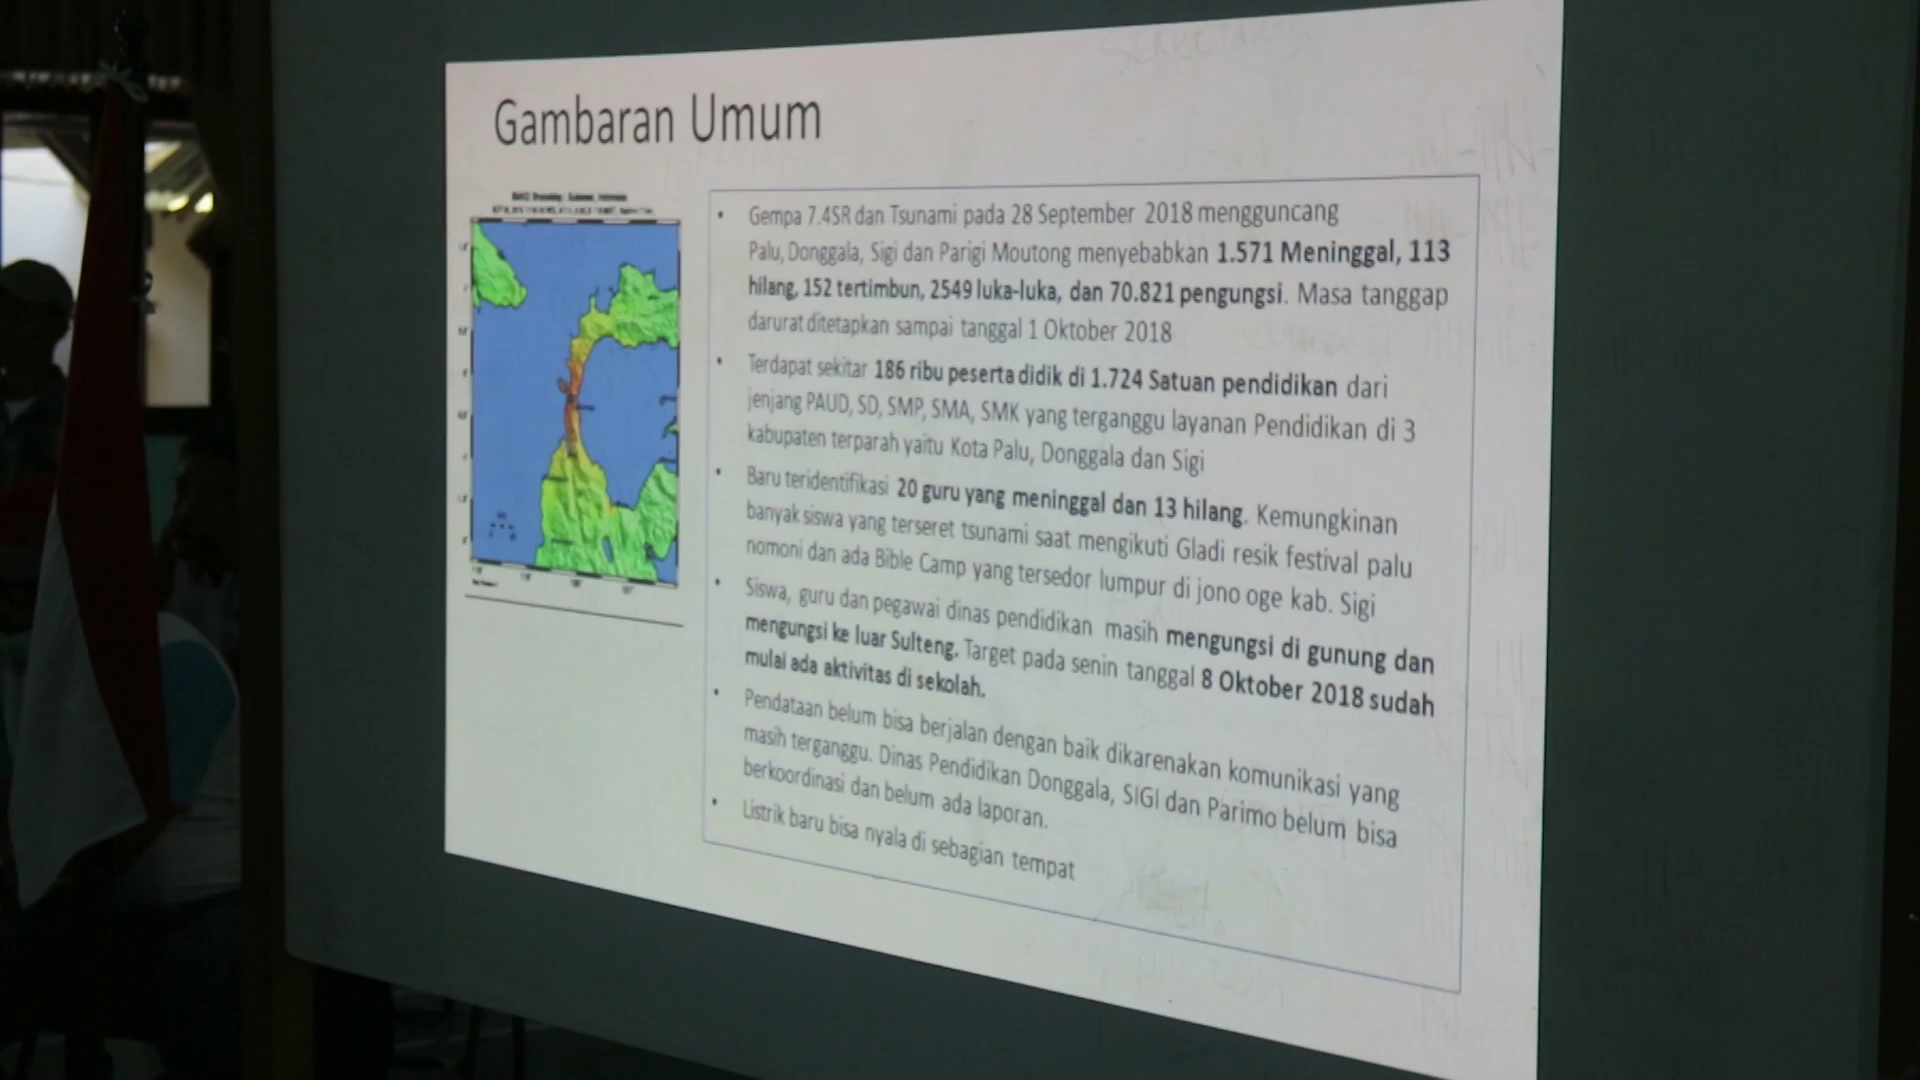 Gambaran Umum
• Gempa 7.4SR dan Tsunami pada 28 September 2018 mengguncang
Palu, Donggala, Sigi dan Parigi Moutong menyebabkan 1.571 Meninggal, 113
hilang, 152 tertimbun, 2549 luka-luka, dan 70.821 pengungsi. Masa tanggap
darurat ditetapkan sampai tanggal 1 Oktober 2018
• Terdapat sekitar 186 ribu peserta didik di 1.724 Satuan pendidikan dari
jenjang PAUD, SD, SMP, SMA, SMK yang terganggu layanan Pendidikan di 3
kabupaten terparah yaitu Kota Palu, Donggala dan Sigi
• Baru teridentifikasi 20 guru yang meninggal dan 13 hilang. Kemungkinan
banyak siswa yang terseret tsunami saat mengikuti Gladi resik festival palu
nomoni dan ada Bible Camp yang tersedor lumpur di jono oge kab. Sigi
• Siswa, guru dan pegawai dinas pendidikan masih mengungsi di gunung dan
mengungsi ke luar Sulteng. Target pada senin tanggal 8 Oktober 2018 sudah
mulai ada aktivitas di sekolah.
• Pendataan belum bisa berjalan dengan baik dikarenakan komunikasi yang
masih terganggu. Dinas Pendidikan Donggala, SIGI dan Parimo belum bisa
berkoordinasi dan belum ada laporan.
• Listrik baru bisa nyala di sebagian tempat